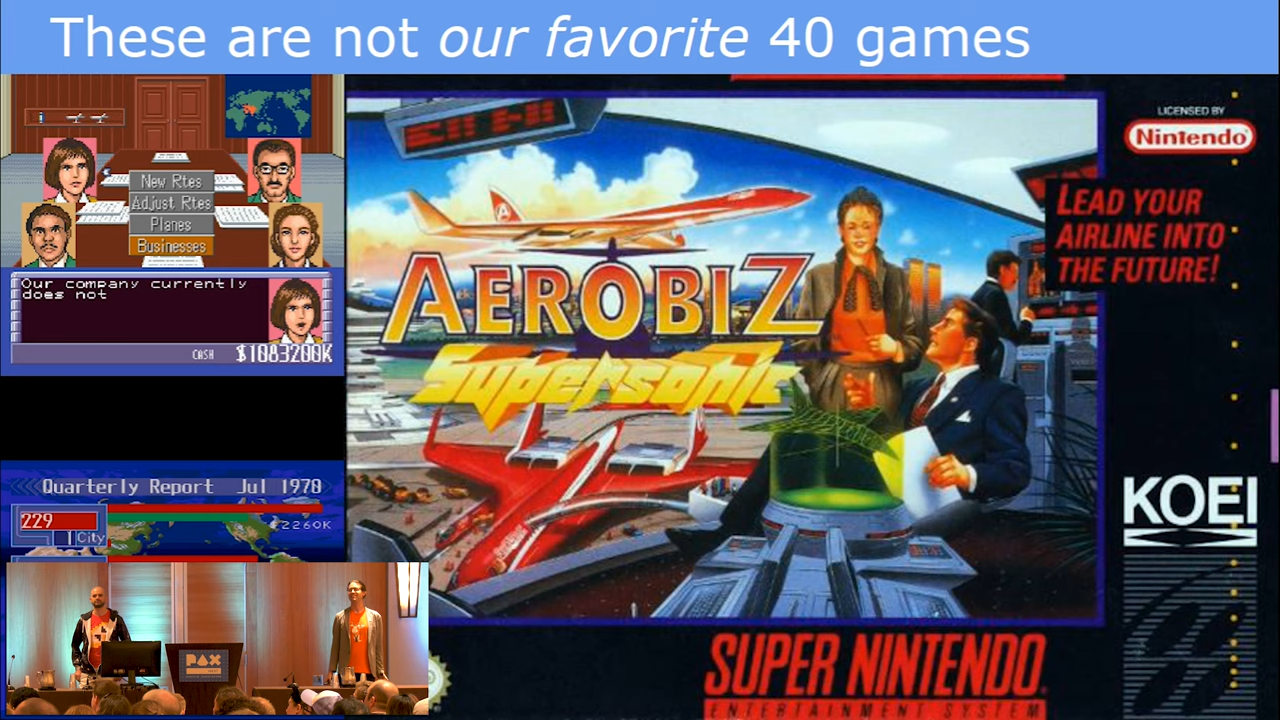 These are not our favorite 40 games
New Rtes
Adjust Rtes
Planes
Businesses
Our company currently
does not
CASH $1083200K
Quarterly Report Jul 1970
229
1 City
2260K
PAX
A
AEROBIZ
Supersonic
LICENSED BY
Nintendo
LEAD YOUR
AIRLINE INTO
THE FUTURE!
KOEI
SUPER NINTENDO
ENTERTAINMENT SYSTEM